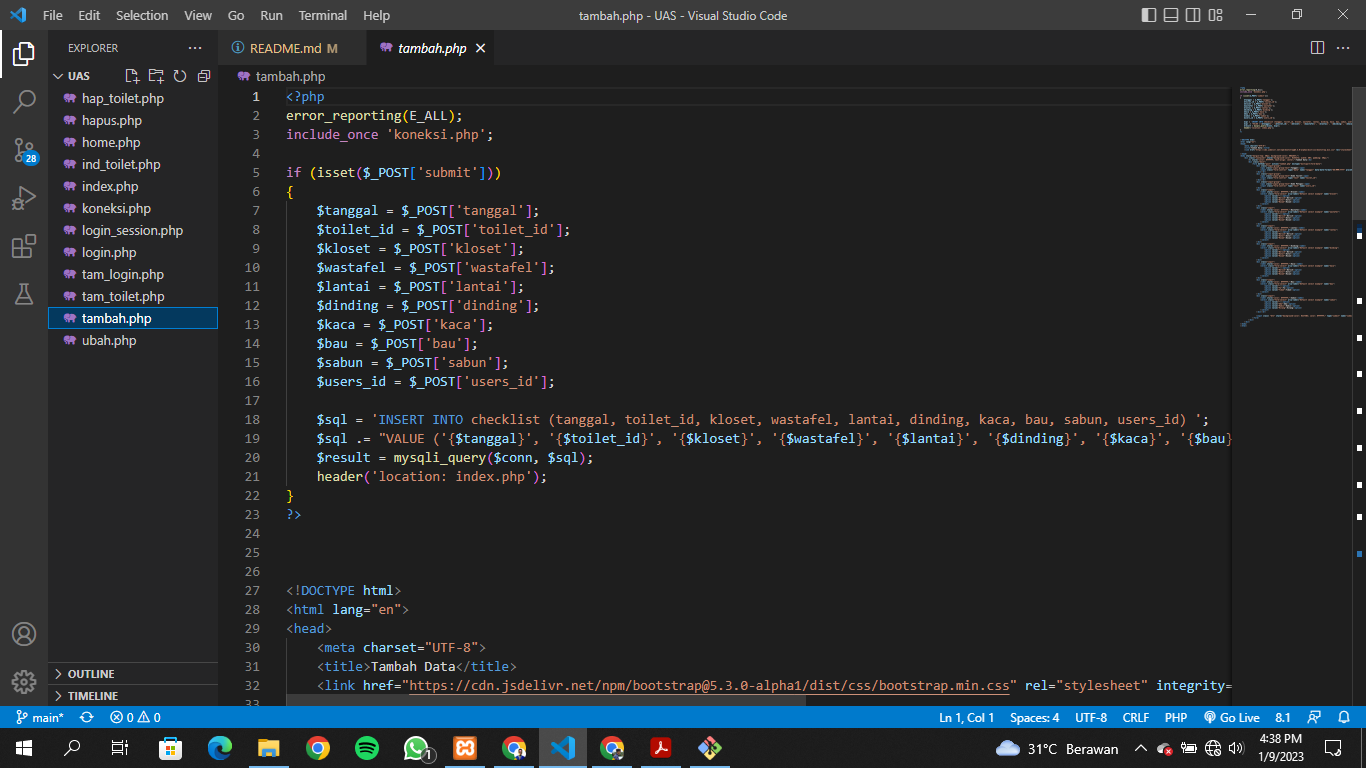 File Edit Selection View Go Run Terminal Help
tambah.php - UAS - Visual Studio Code
EXPLORER
README.md M
tambah.php
UAS
tambah.php
hap_toilet.php
hapus.php
home.php
ind_toilet.php
index.php
koneksi.php
login_session.php
login.php
tam_login.php
tam_toilet.php
tambah.php
ubah.php
28
1 <?php
2 error_reporting(E_ALL);
3 include_once 'koneksi.php';
4
5 if (isset($_POST['submit']))
6 {
7 $tanggal = $_POST['tanggal'];
8 $toilet_id = $_POST['toilet_id'];
9 $kloset = $_POST['kloset'];
10 $wastafel = $_POST['wastafel'];
11 $lantai = $_POST['lantai'];
12 $dinding = $_POST['dinding'];
13 $kaca = $_POST['kaca'];
14 $bau = $_POST['bau'];
15 $sabun = $_POST['sabun'];
16 $users_id = $_POST['users_id'];
17
18 $sql = 'INSERT INTO checklist (tanggal, toilet_id, kloset, wastafel, lantai, dinding, kaca, bau, sabun, users_id) ';
19 $sql .= "VALUE ('{$tanggal}', '{$toilet_id}', '{$kloset}', '{$wastafel}', '{$lantai}', '{$dinding}', '{$kaca}', '{$bau}
20 $result = mysqli_query($conn, $sql);
21 header('location: index.php');
22 }
23 ?>
24
25
26
27 <!DOCTYPE html>
28 <html lang="en">
29 <head>
30 <meta charset="UTF-8">
31 <title>Tambah Data</title>
32 <link href="https://cdn.jsdelivr.net/npm/bootstrap@5.3.0-alpha1/dist/css/bootstrap.min.css" rel="stylesheet" integrity=
33
OUTLINE
TIMELINE
main* 0 0
Ln 1, Col 1 Spaces: 4 UTF-8 CRLF PHP Go Live 8.1
1
31°C Berawan
4:38 PM
1/9/2023